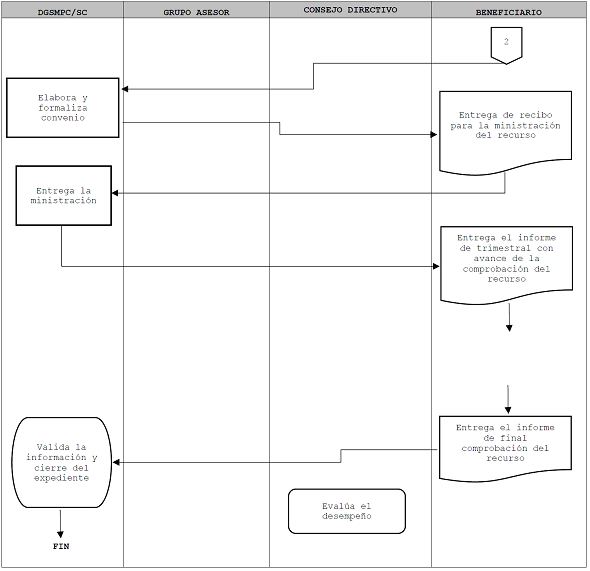 DGSMPC/SC
GRUPO ASESOR
CONSEJO DIRECTIVO
BENEFICIARIO
2
Elabora y
formaliza
convenio
Entrega de recibo
para la ministración
del recurso
Entrega la
ministración
Entrega el informe
de trimestral con
avance de la
comprobación del
recurso
Entrega el informe
de final
comprobación del
recurso
Valida la
información y
cierre del
expediente
Evalúa el
desempeño
FIN